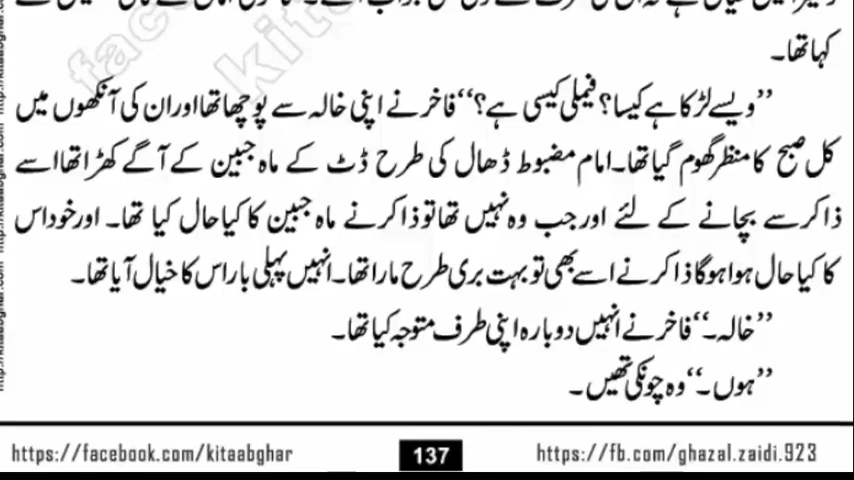 کہا تھا۔
’’ویسے لڑکا ہے کیسا؟ فیملی کیسی ہے؟‘‘ فاخر نے اپنی خالہ سے پوچھا تھا اور ان کی آنکھوں میں
کل صبح کا منظر گھوم گیا تھا۔ امام مضبوط ڈھال کی طرح ڈٹ کے ماہ جبین کے آگے کھڑا تھا اسے
ذاکر سے بچانے کے لئے اور جب وہ نہیں تھا تو ذاکر نے ماہ جبین کا کیا حال کیا تھا۔ اور خود اس
کا کیا حال ہوا ہوگا ذاکر نے اسے بھی تو بہت بری طرح مارا تھا۔ انہیں پہلی بار اس کا خیال آیا تھا۔
’’خالہ۔‘‘ فاخر نے انہیں دوبارہ اپنی طرف متوجہ کیا تھا۔
’’ہوں۔‘‘ وہ چونکی تھیں۔
https://facebook.com/kitaabghar 137 https://fb.com/ghazal.zaidi.923